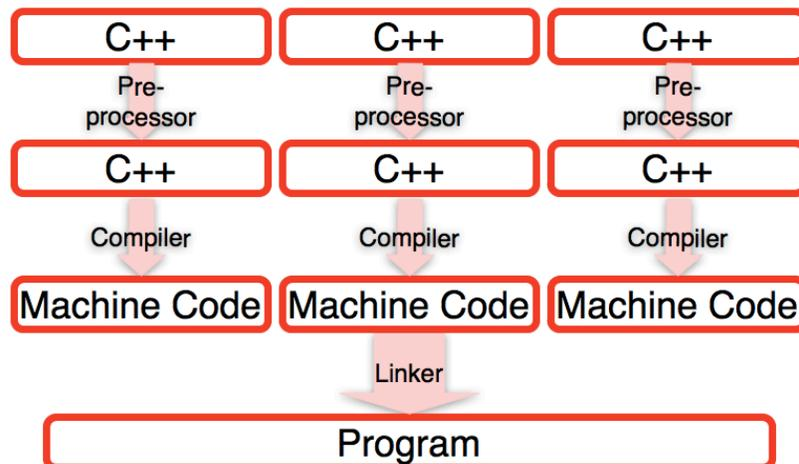 C++ C++ C++
Pre- Pre- Pre-
processor processor processor
C++ C++ C++
Compiler Compiler Compiler
Machine Code Machine Code Machine Code
Linker
Program